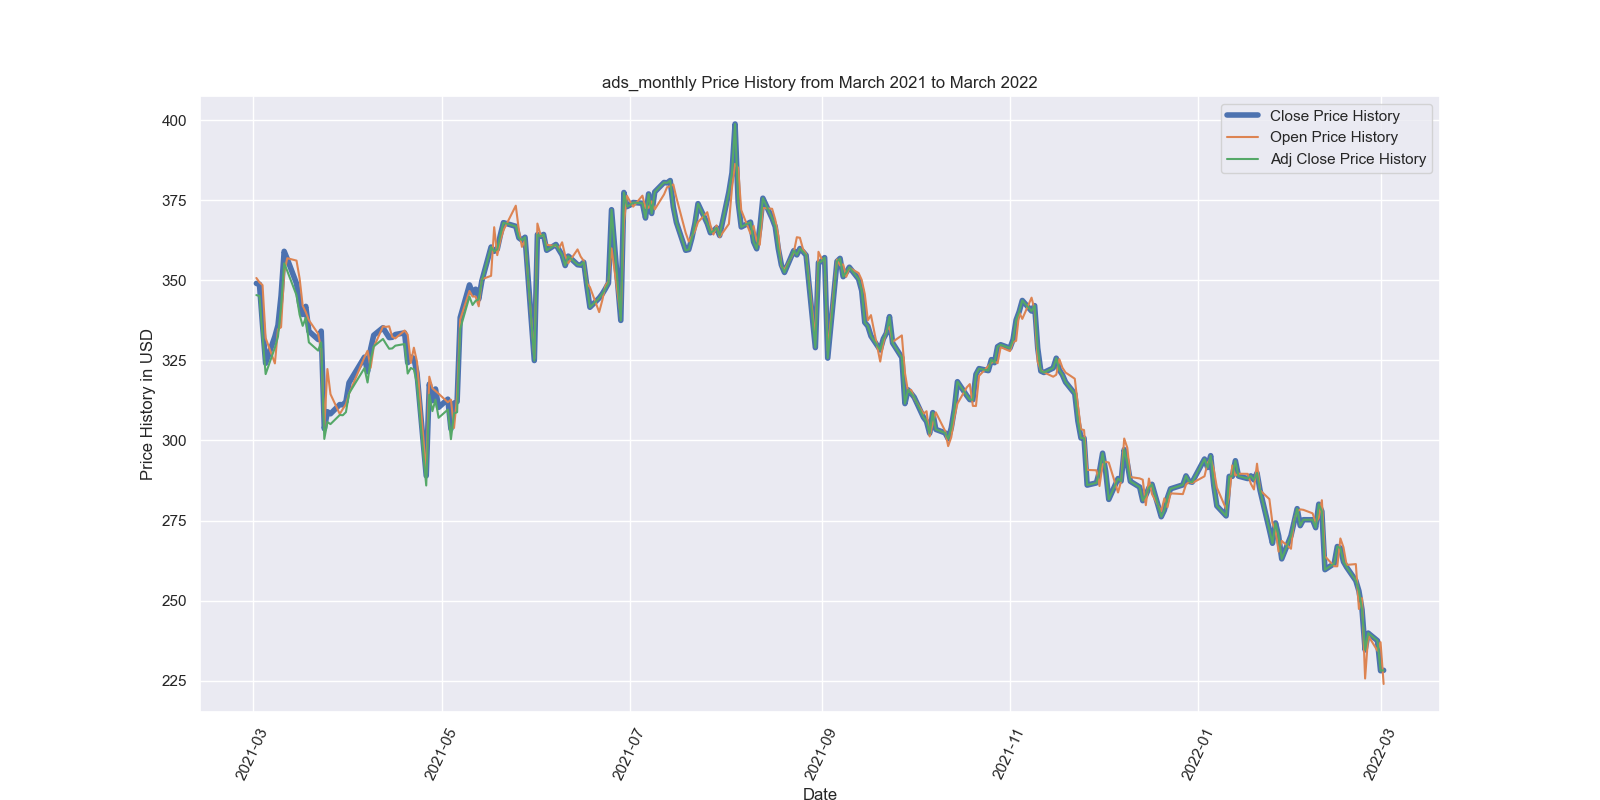 ads_monthly Price History from March 2021 to March 2022
Close Price History
Open Price History
Adj Close Price History
Price History in USD
400
375
350
325
300
275
250
225
2021-03
2021-05
2021-07
2021-09
2021-11
2022-01
2022-03
Date